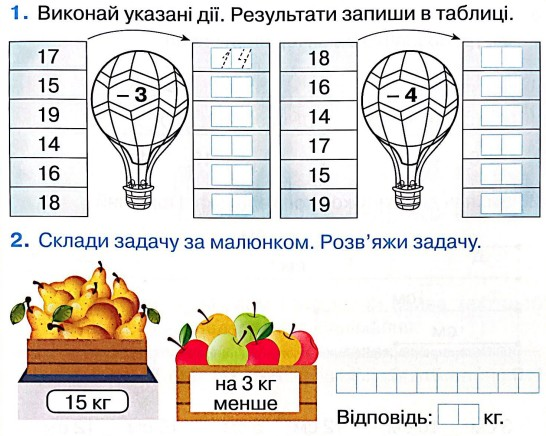 1. Виконай указані дії. Результати запиши в таблиці.
17 14 18
15 – 3 16 – 4
19 14
14 17
16 15
18 19
2. Склади задачу за малюнком. Розв’яжи задачу.
15 кг
на 3 кг
менше
Відповідь: кг.